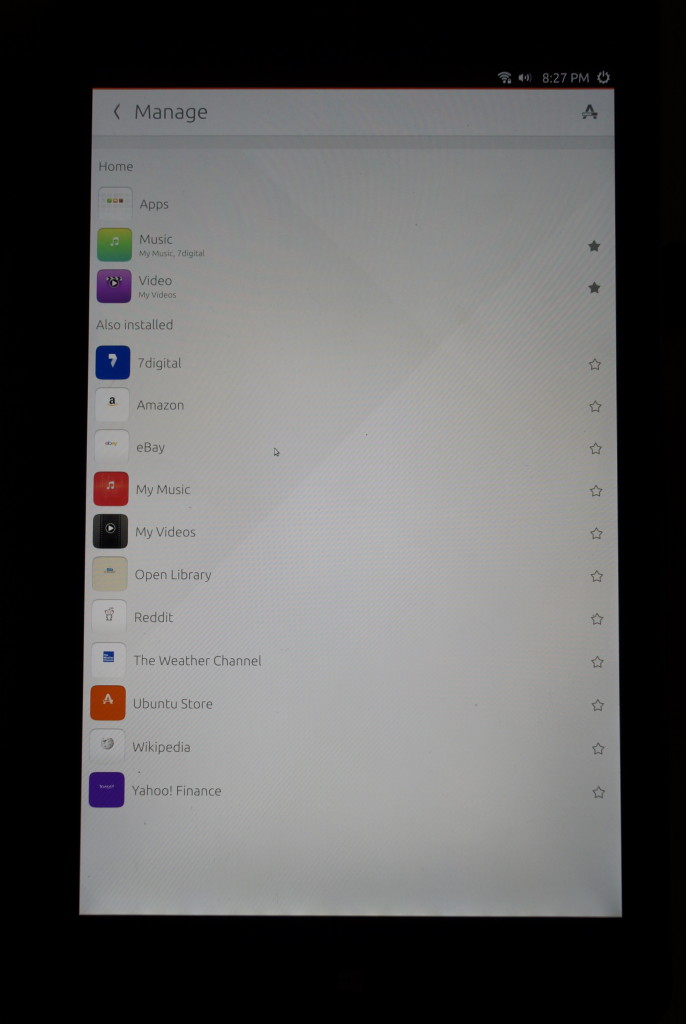 8:27 PM
Manage
Home
Apps
Music
My Music, 7digital
Video
My Videos
Also installed
7digital
a
Amazon
eBay
My Music
My Videos
Open Library
Reddit
The Weather Channel
Ubuntu Store
Wikipedia
Yahoo! Finance